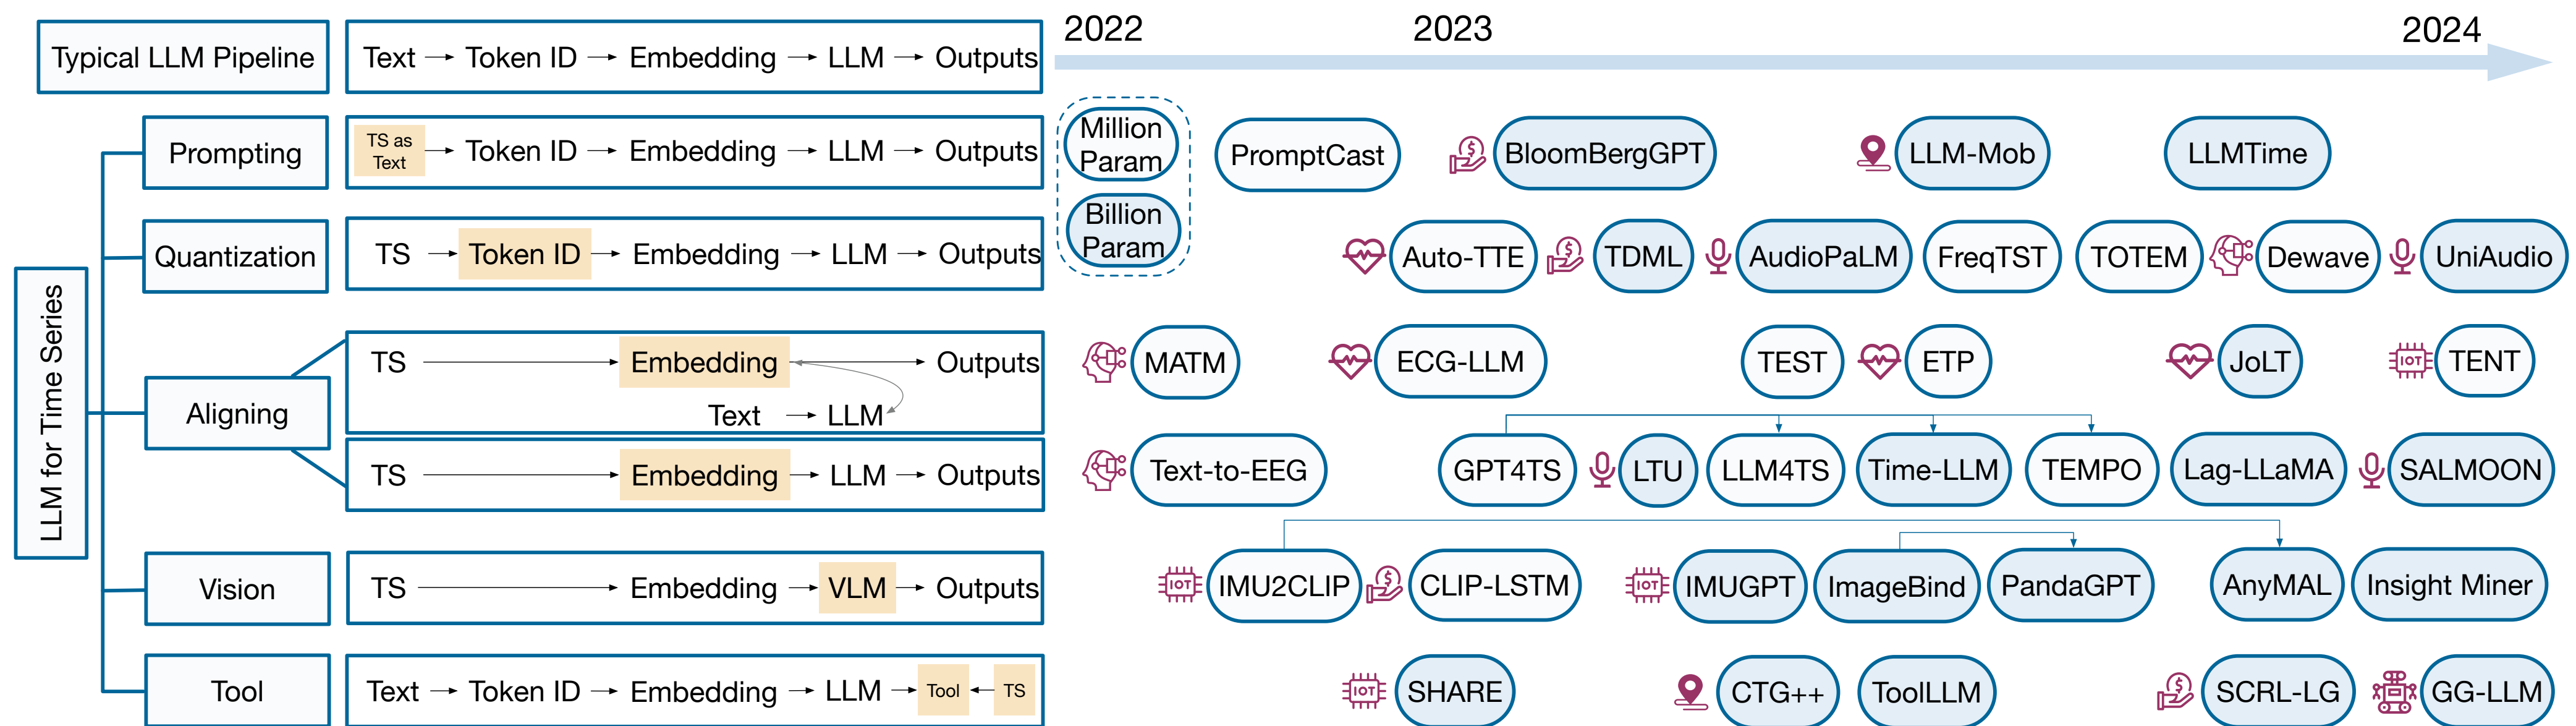 2022 2023 2024
Typical LLM Pipeline Text Token ID Embedding LLM Outputs
LLM for Time Series
Prompting
TS as
Text
Token ID Embedding LLM Outputs
Million
Param
Billion
Param
PromptCast BloomBergGPT LLM-Mob LLMTime
Quantization TS Token ID Embedding LLM Outputs
Auto-TTE TDML AudioPaLM FreqTST TOTEM Dewave UniAudio
Aligning
TS Embedding Outputs
Text LLM
MATM ECG-LLM TEST ETP JoLT IOT TENT
TS Embedding LLM Outputs
Text-to-EEG GPT4TS LTU LLM4TS Time-LLM TEMPO Lag-LLaMA SALMOON
Vision TS Embedding VLM Outputs
IOT IMU2CLIP CLIP-LSTM IOT IMUGPT ImageBind PandaGPT AnyMAL Insight Miner
Tool Text Token ID Embedding LLM Tool TS
IOT SHARE CTG++ ToolLLM SCRL-LG GG-LLM